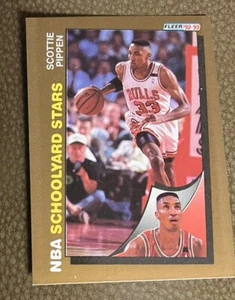 FLEER '92-93
SCOTTIE
PIPPEN
NBA SCHOOLYARD STARS
BULLS
33